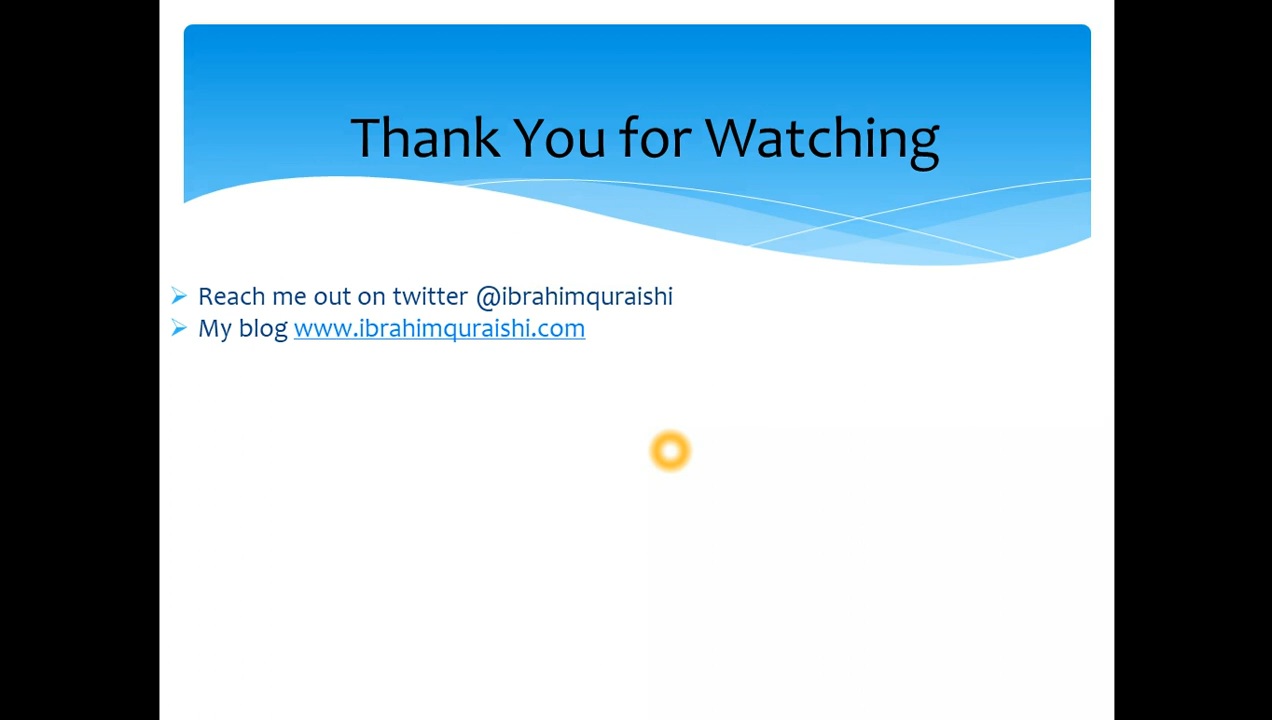 Thank You for Watching
Reach me out on twitter @ibrahimquraishi
My blog www.ibrahimquraishi.com